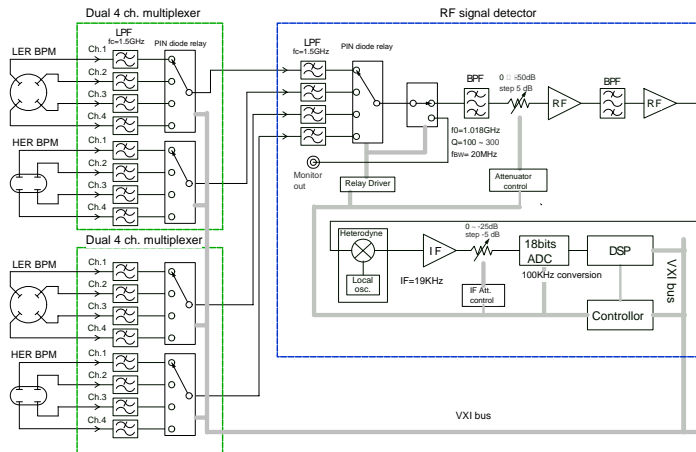 Dual 4 ch. multiplexer
RF signal detector
LPF
fc=1.5GHz
PIN diode relay
LER BPM
Ch.1
Ch.2
Ch.3
Ch.4
HER BPM
Ch.1
Ch.2
Ch.3
Ch.4
LPF
fc=1.5GHz
PIN diode relay
BPF
step 5 dB
RF
BPF
RF
f0=1.018GHz
Q=100 ~ 300
fBW= 20MHz
Monitor
out
Relay Driver
Attenuator
control
Dual 4 ch. multiplexer
LER BPM
Ch.1
Ch.2
Ch.3
Ch.4
HER BPM
Ch.1
Ch.2
Ch.3
Ch.4
Heterodyne
Local
osc.
IF
IF=19KHz
0 ~ -25dB
step -5 dB
IF Att.
control
18bits
ADC
100KHz conversion
DSP
Controllor
VXI bus
VXI bus